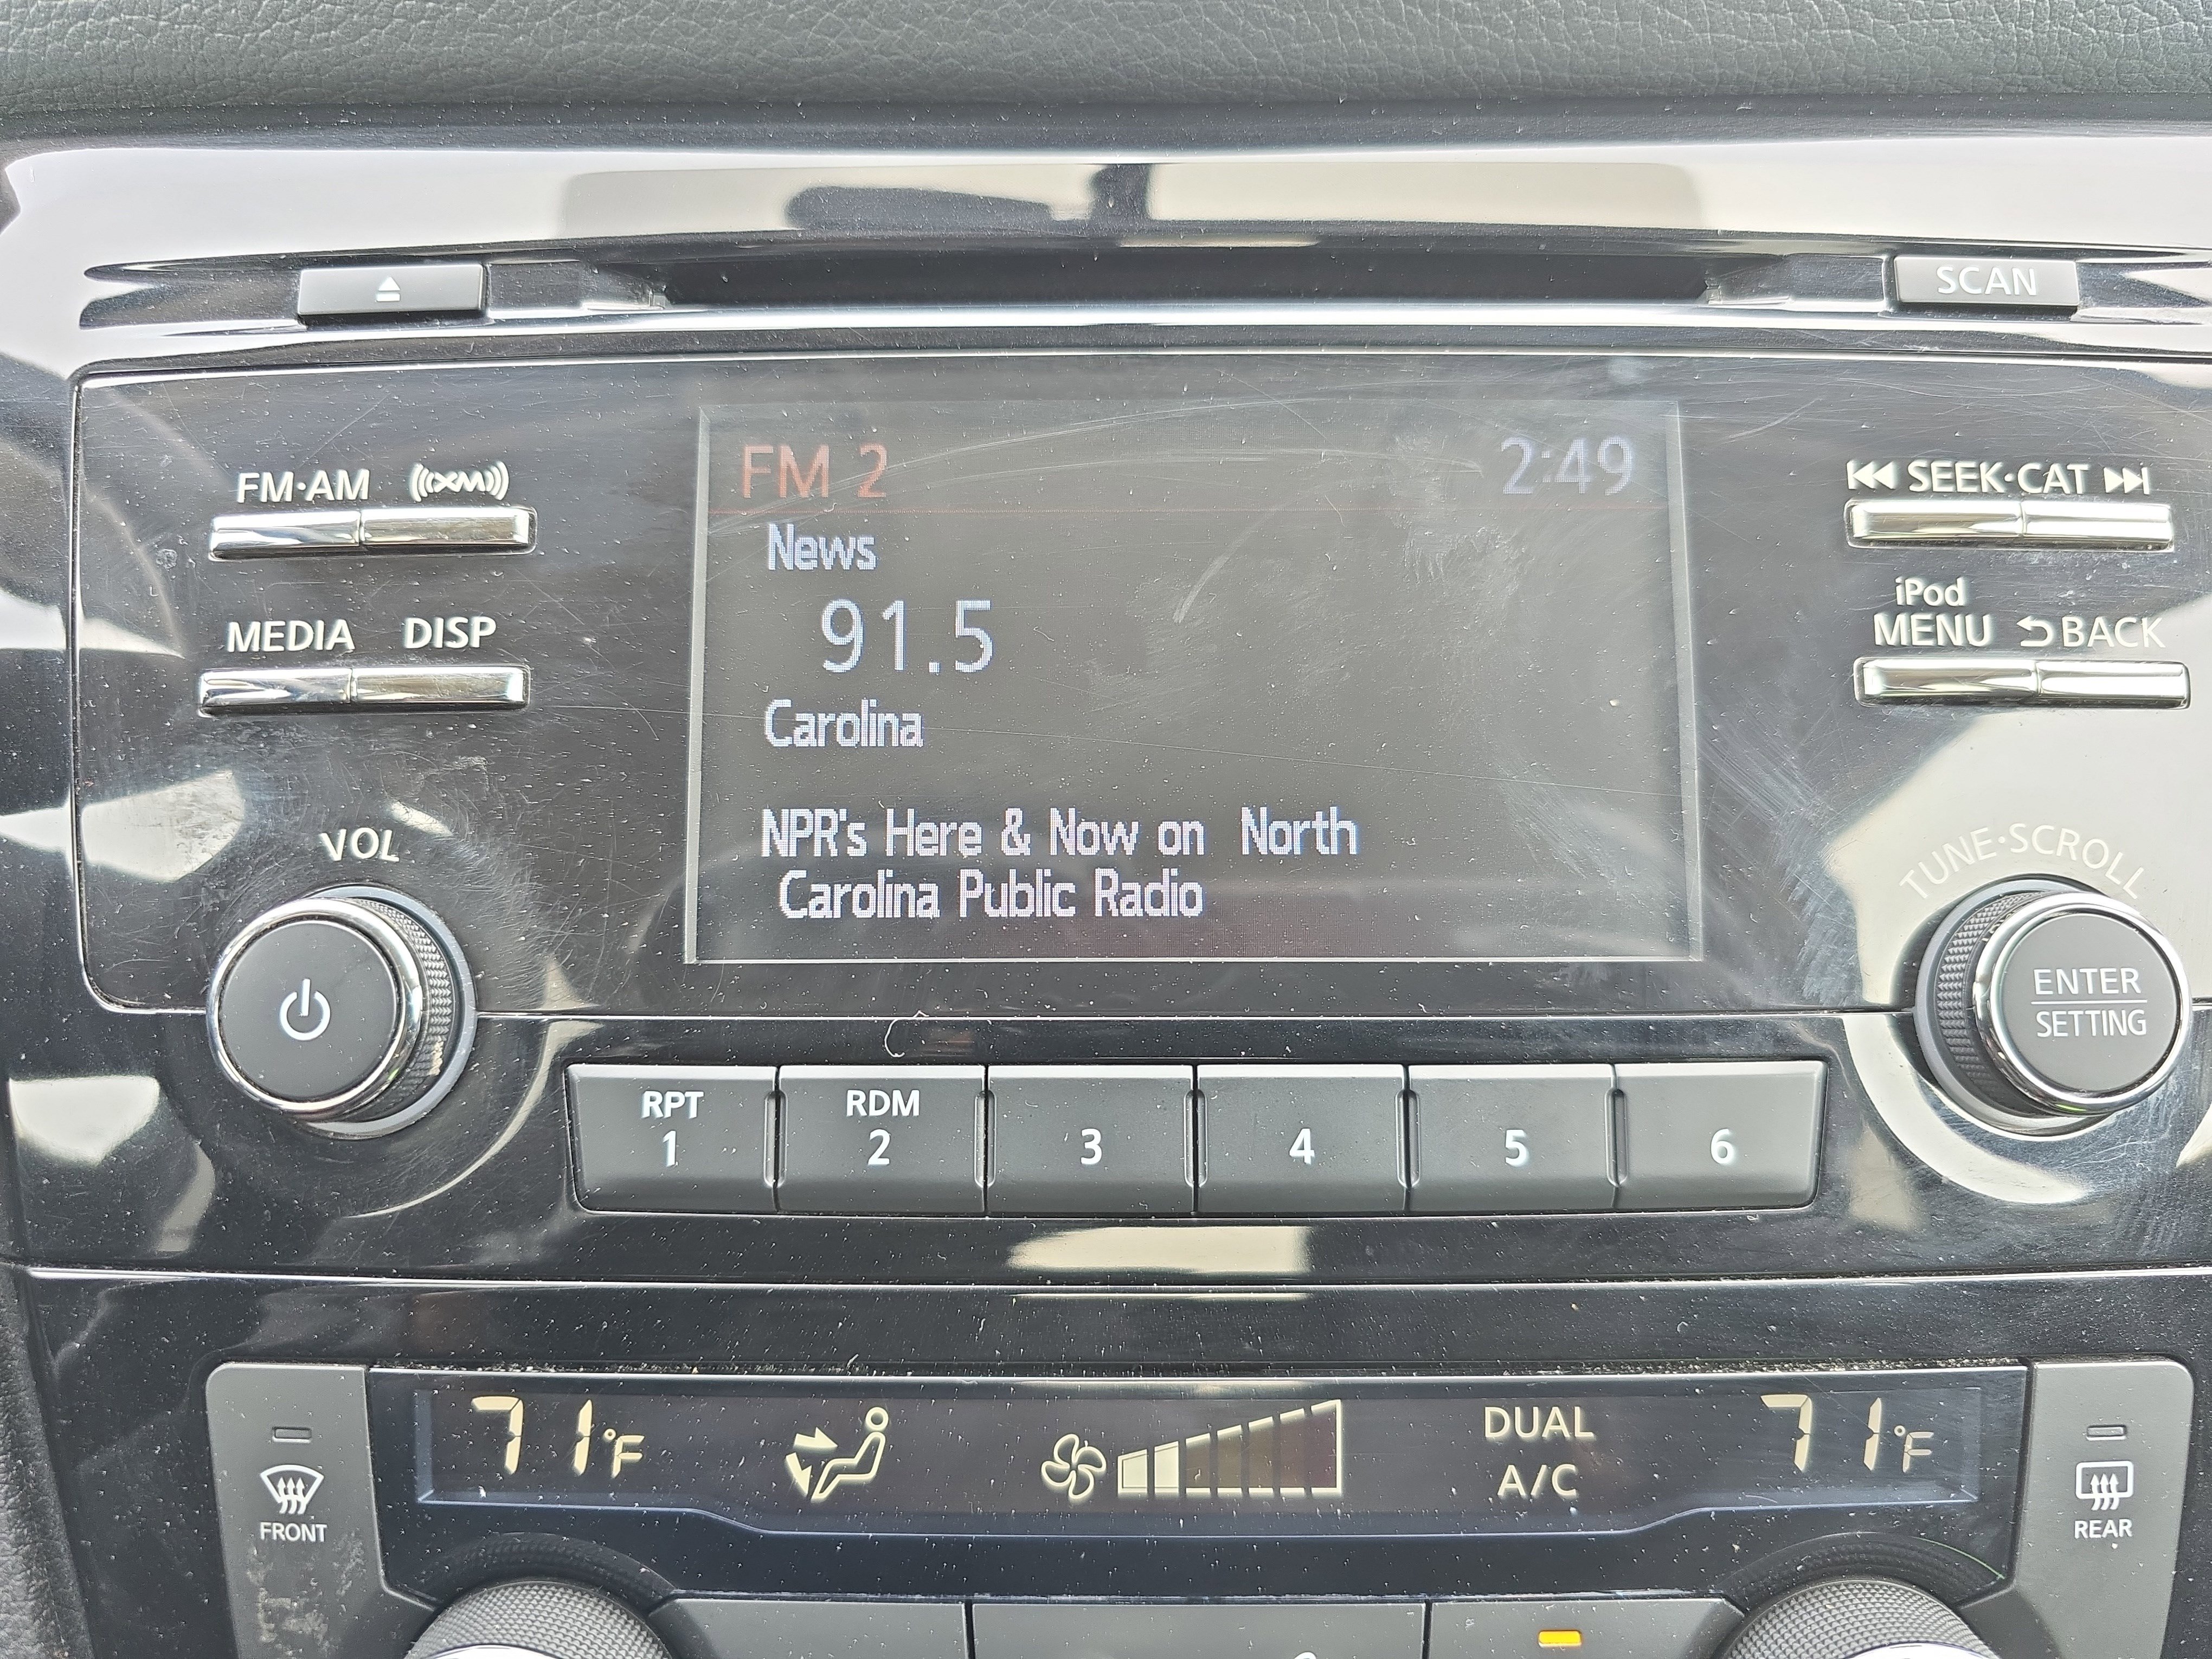 SCAN
FM·AM XM
FM 2 2:49
SEEK·CAT
News
91.5
iPod
MEDIA DISP
MENU BACK
Carolina
NPR's Here & Now on North
Carolina Public Radio
VOL
TUNE·SCROLL
ENTER
SETTING
RPT
1
RDM
2
3
4
5
6
71°F
DUAL
A/C
71°F
FRONT
REAR